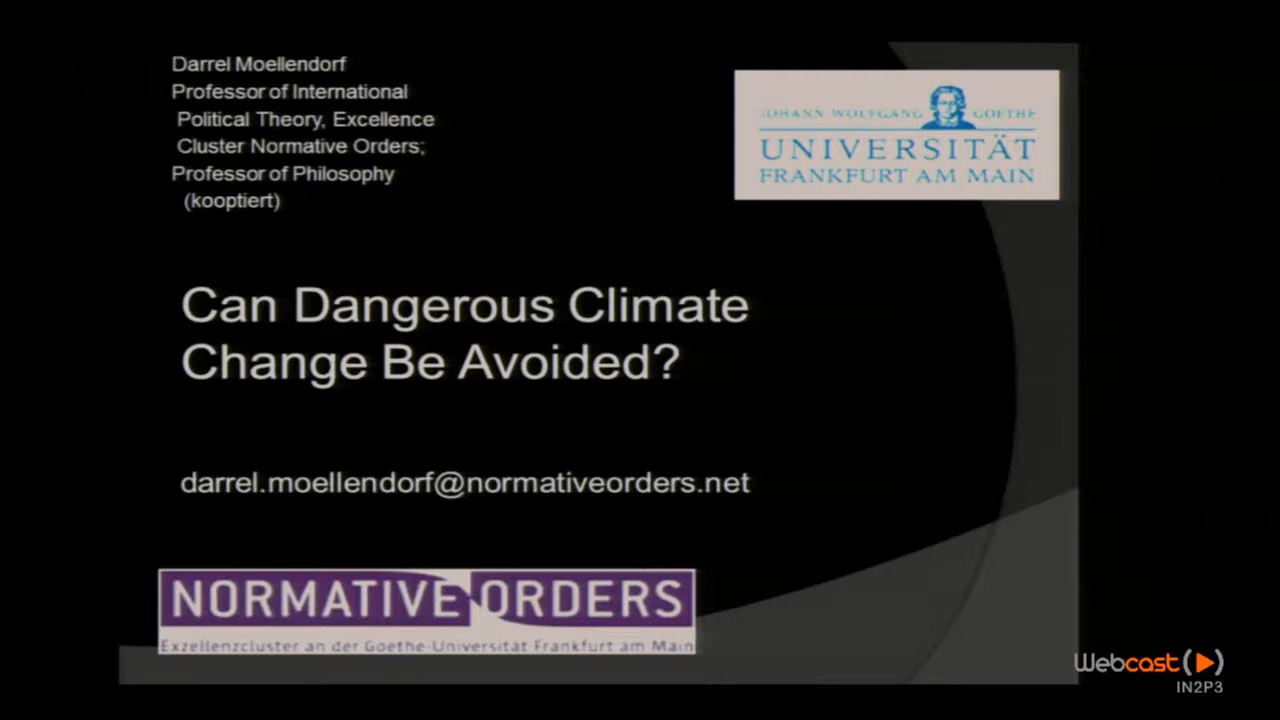 Darrel Moellendorf
Professor of International
Political Theory, Excellence
Cluster Normative Orders;
Professor of Philosophy
(kooptiert)
JOHANN WOLFGANG GOETHE
UNIVERSITÄT
FRANKFURT AM MAIN
Can Dangerous Climate
Change Be Avoided?
darrel.moellendorf@normativeorders.net
NORMATIVE ORDERS
Exzellenzcluster an der Goethe-Universität Frankfurt am Main
Webcast
IN2P3